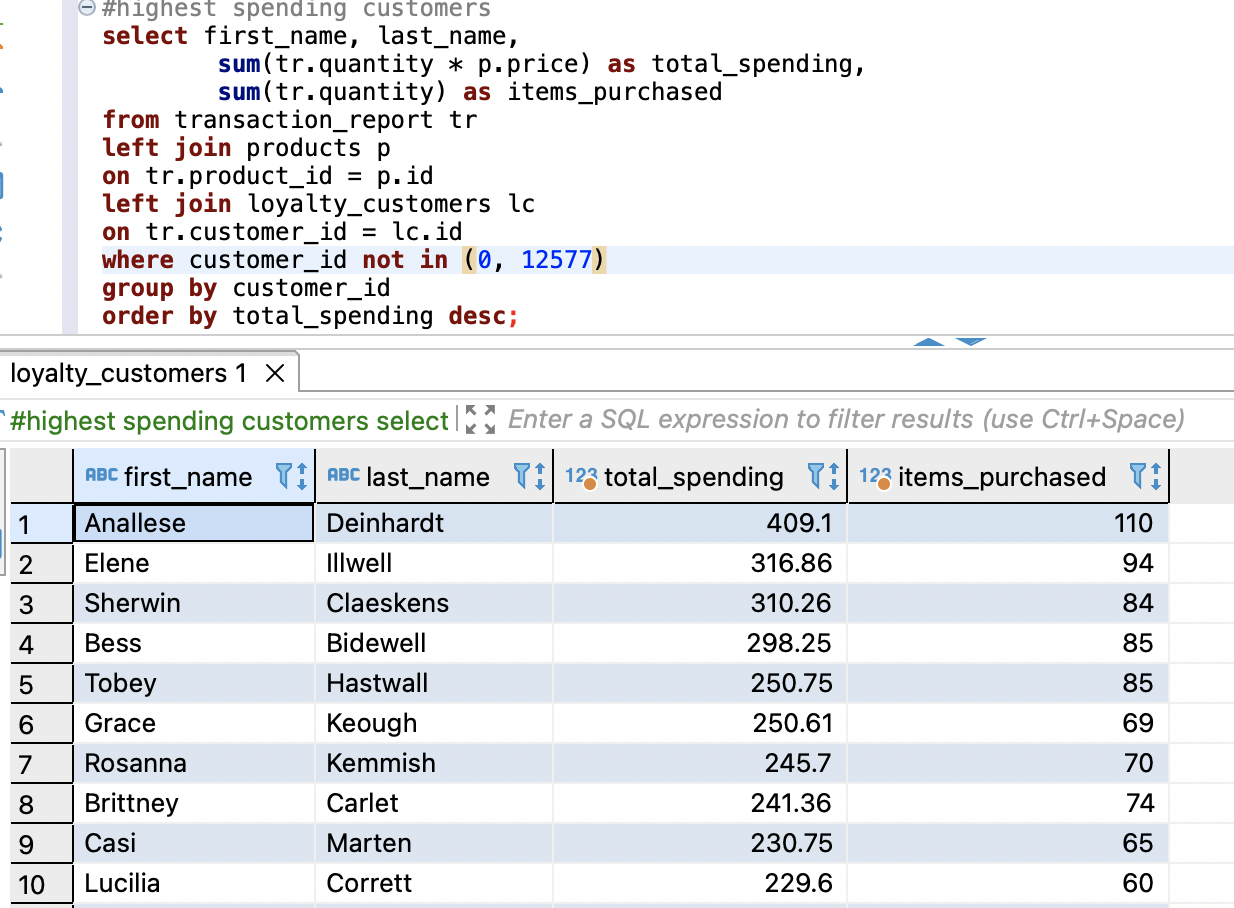 #highest spending customers
select first_name, last_name,
sum(tr.quantity * p.price) as total_spending,
sum(tr.quantity) as items_purchased
from transaction_report tr
left join products p
on tr.product_id = p.id
left join loyalty_customers lc
on tr.customer_id = lc.id
where customer_id not in (0, 12577)
group by customer_id
order by total_spending desc;
loyalty_customers 1
#highest spending customers select Enter a SQL expression to filter results (use Ctrl+Space)
ABC first_name ABC last_name 123 total_spending 123 items_purchased
1 Anallese Deinhardt 409.1 110
2 Elene Illwell 316.86 94
3 Sherwin Claeskens 310.26 84
4 Bess Bidewell 298.25 85
5 Tobey Hastwall 250.75 85
6 Grace Keough 250.61 69
7 Rosanna Kemmish 245.7 70
8 Brittney Carlet 241.36 74
9 Casi Marten 230.75 65
10 Lucilia Corrett 229.6 60